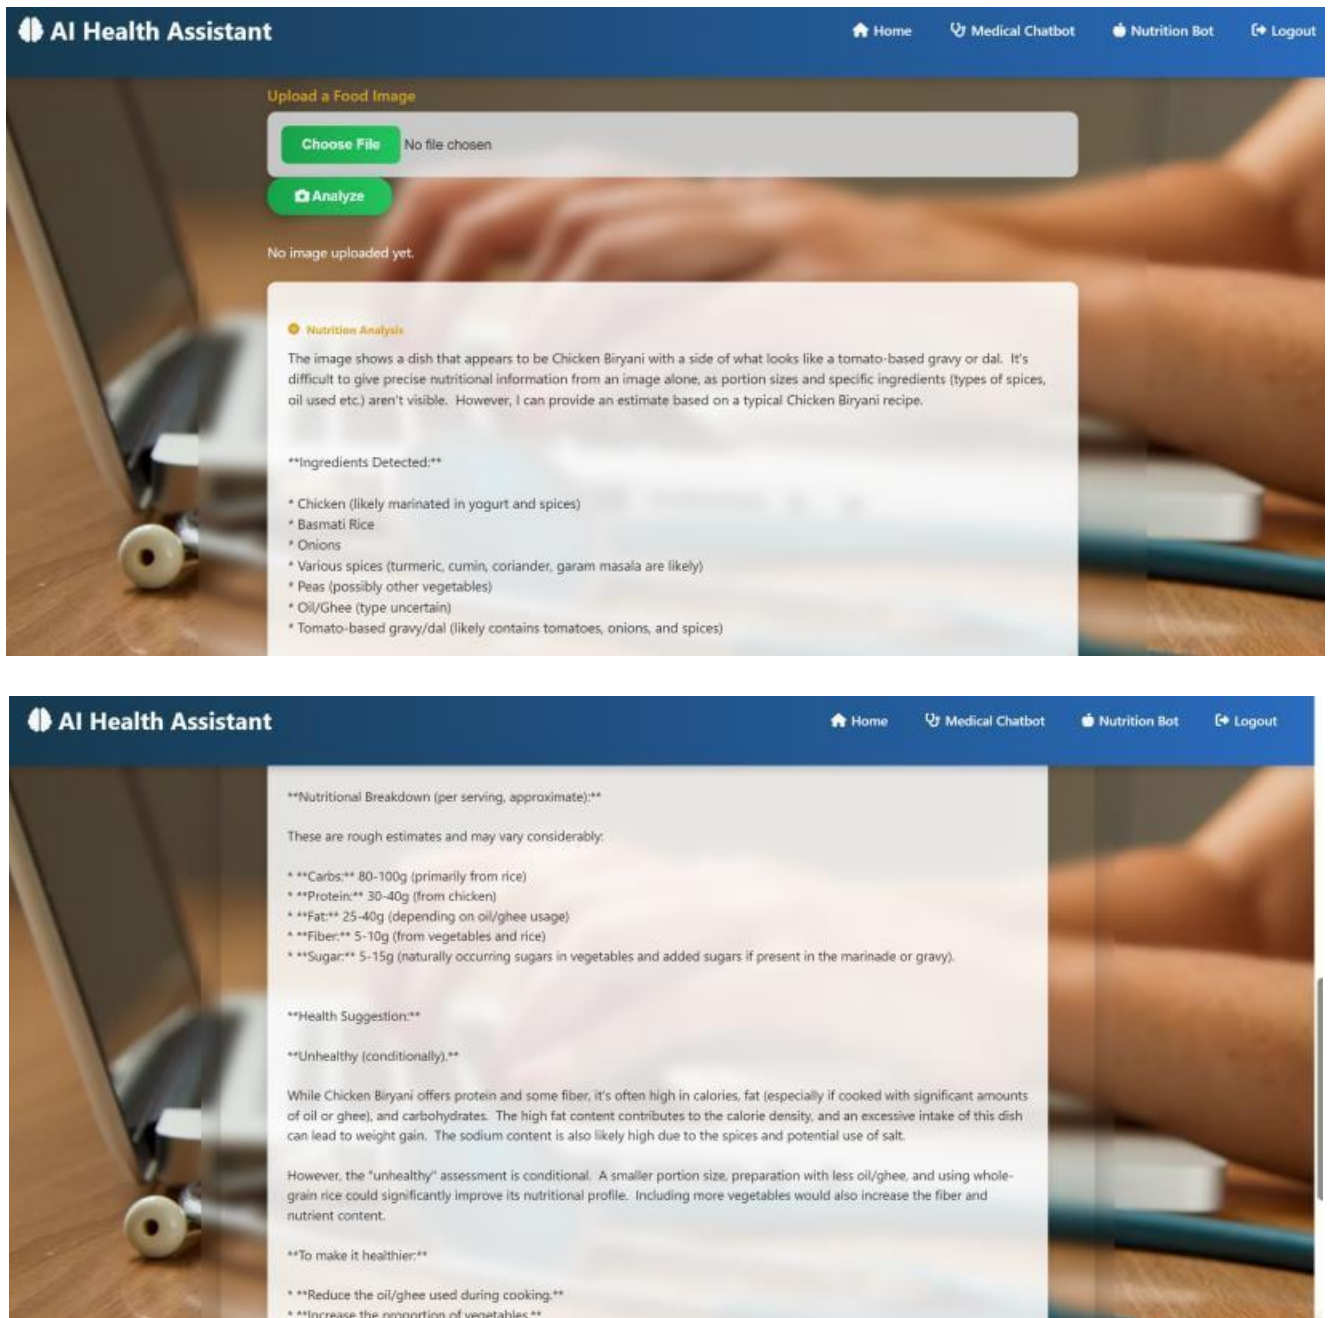 AI Health Assistant
Home
Medical Chatbot
Nutrition Bot
Logout
Upload a Food Image
Choose File No file chosen
Analyze
No image uploaded yet.
Nutrition Analysis
The image shows a dish that appears to be Chicken Biryani with a side of what looks like a tomato-based gravy or dal. It's
difficult to give precise nutritional information from an image alone, as portion sizes and specific ingredients (types of spices,
oil used etc.) aren't visible. However, I can provide an estimate based on a typical Chicken Biryani recipe.
**Ingredients Detected:**
* Chicken (likely marinated in yogurt and spices)
* Basmati Rice
* Onions
* Various spices (turmeric, cumin, coriander, garam masala are likely)
* Peas (possibly other vegetables)
* Oil/Ghee (type uncertain)
* Tomato-based gravy/dal (likely contains tomatoes, onions, and spices)
AI Health Assistant
Home
Medical Chatbot
Nutrition Bot
Logout
**Nutritional Breakdown (per serving, approximate):**
These are rough estimates and may vary considerably:
* **Carbs:** 80-100g (primarily from rice)
* **Protein:** 30-40g (from chicken)
* **Fat:** 25-40g (depending on oil/ghee usage)
* **Fiber:** 5-10g (from vegetables and rice)
* **Sugar:** 5-15g (naturally occurring sugars in vegetables and added sugars if present in the marinade or gravy).
**Health Suggestion:**
**Unhealthy (conditionally).**
While Chicken Biryani offers protein and some fiber, it's often high in calories, fat (especially if cooked with significant amounts
of oil or ghee), and carbohydrates. The high fat content contributes to the calorie density, and an excessive intake of this dish
can lead to weight gain. The sodium content is also likely high due to the spices and potential use of salt.
However, the "unhealthy" assessment is conditional. A smaller portion size, preparation with less oil/ghee, and using whole-
grain rice could significantly improve its nutritional profile. Including more vegetables would also increase the fiber and
nutrient content.
**To make it healthier:**
* **Reduce the oil/ghee used during cooking.**
* **Increase the proportion of vegetables.**